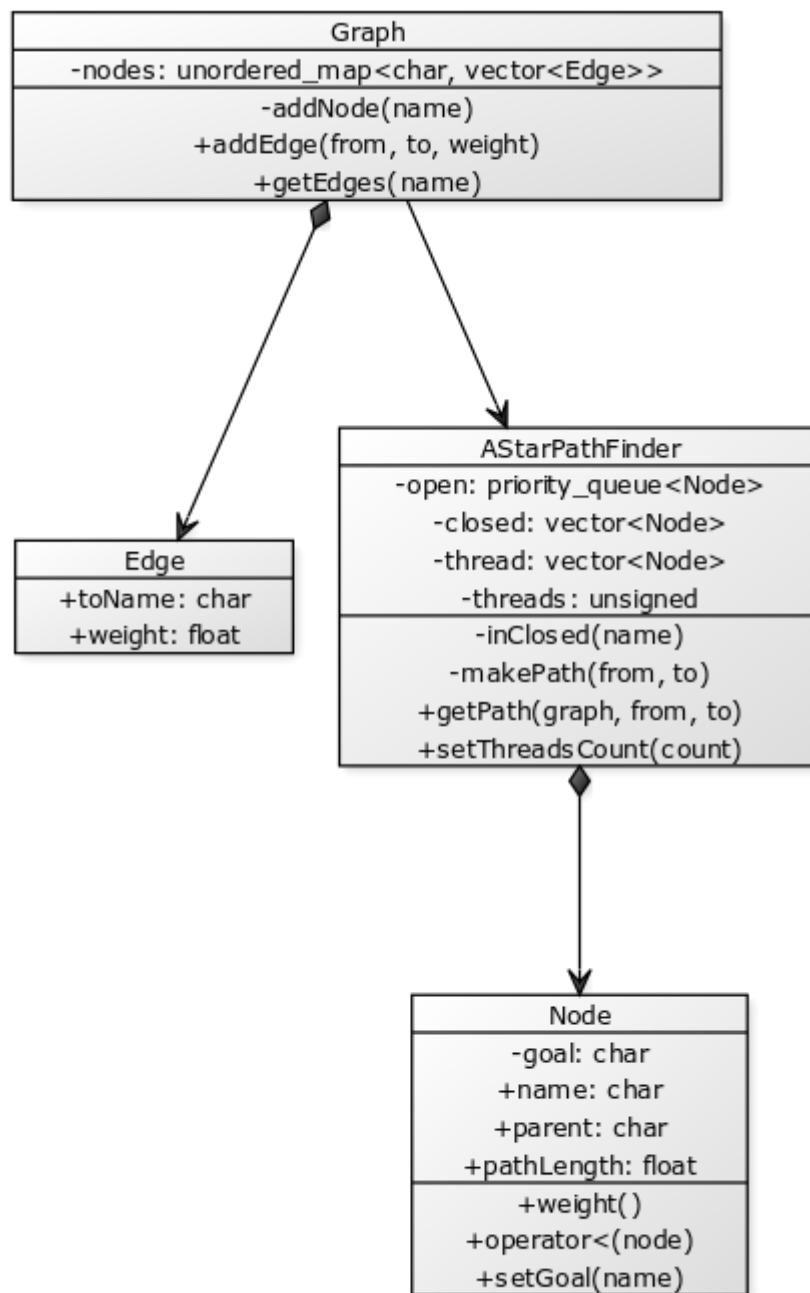 Graph
-nodes: unordered_map<char, vector<Edge>>
-addNode(name)
+addEdge(from, to, weight)
+getEdges(name)
Edge
+toName: char
+weight: float
AStarPathFinder
-open: priority_queue<Node>
-closed: vector<Node>
-thread: vector<Node>
-threads: unsigned
-inClosed(name)
-makePath(from, to)
+getPath(graph, from, to)
+setThreadsCount(count)
Node
-goal: char
+name: char
+parent: char
+pathLength: float
+weight()
+operator<(node)
+setGoal(name)